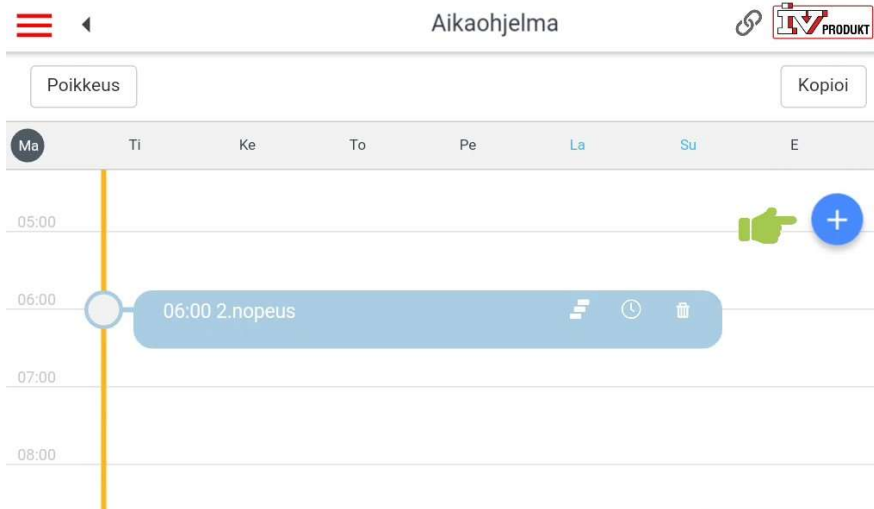 Aikaohjelma
IV PRODUKT
Poikkeus
Kopioi
Ma Ti Ke To Pe La Su E
05:00
06:00
06:00 2.nopeus
07:00
08:00